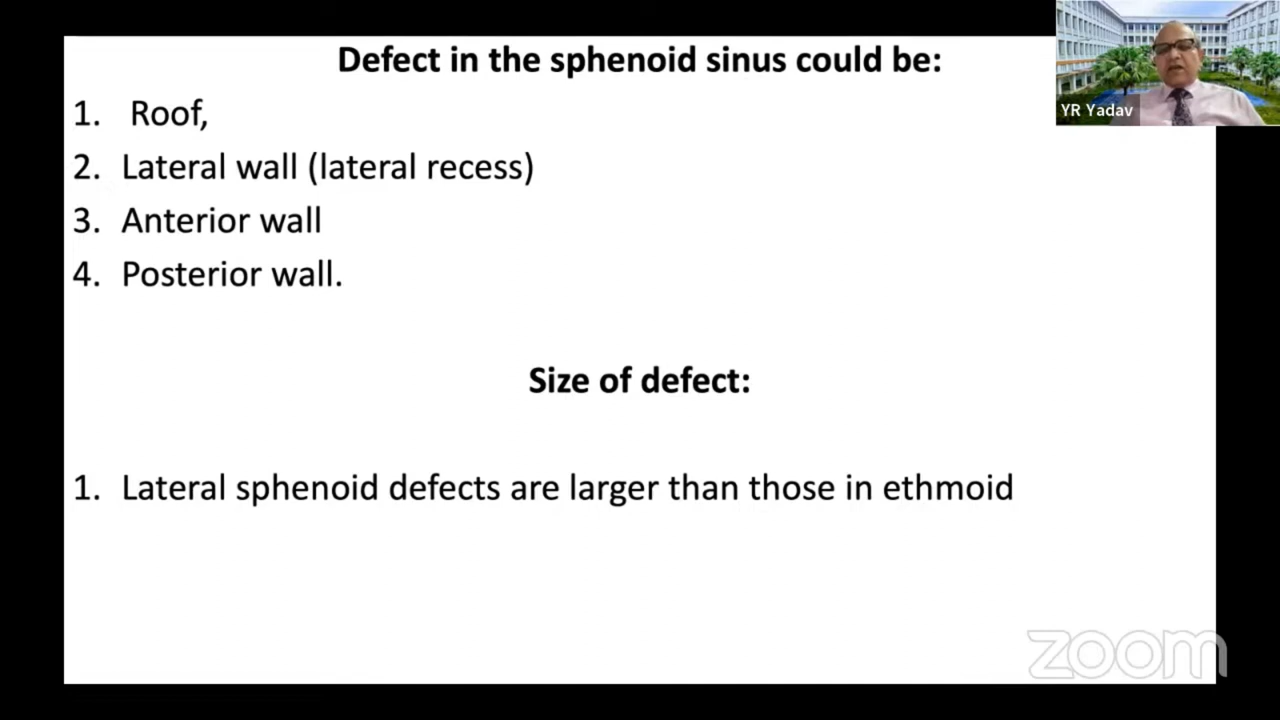 Defect in the sphenoid sinus could be:
1. Roof,
2. Lateral wall (lateral recess)
3. Anterior wall
4. Posterior wall.
Size of defect:
1. Lateral sphenoid defects are larger than those in ethmoid
YR Yadav
zoom